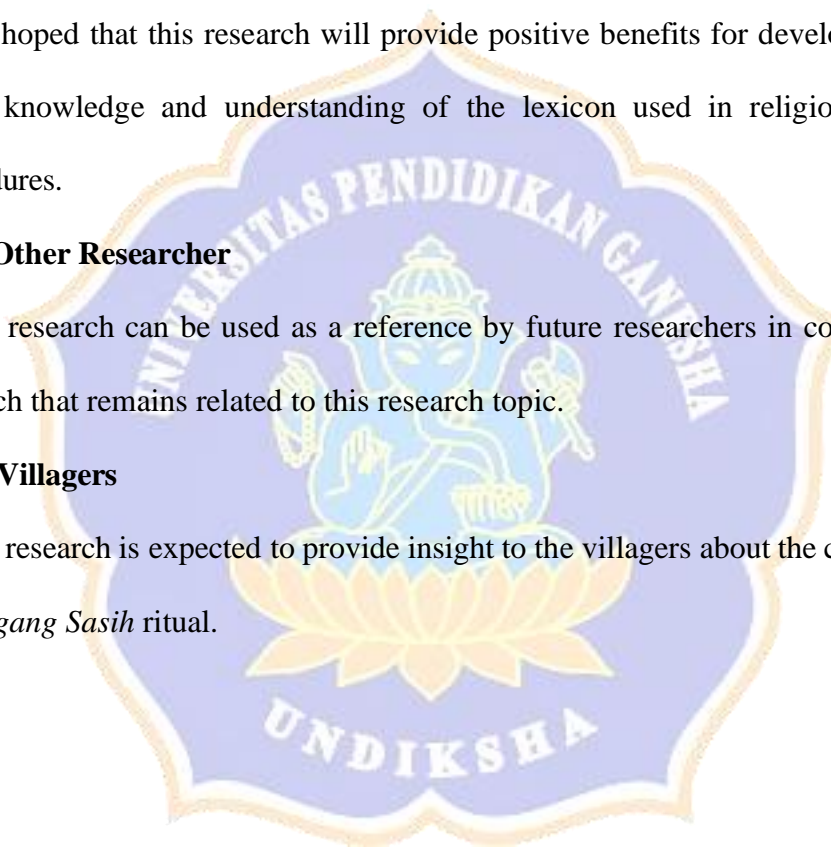 hoped that this research will provide positive benefits for develo
knowledge and understanding of the lexicon used in religio
dures.
Other Researcher
research can be used as a reference by future researchers in co
ch that remains related to this research topic.
Villagers
research is expected to provide insight to the villagers about the c
gang Sasih ritual.
UNIVERSITAS PENDIDIKAN GANESHA
UNDIKSHA